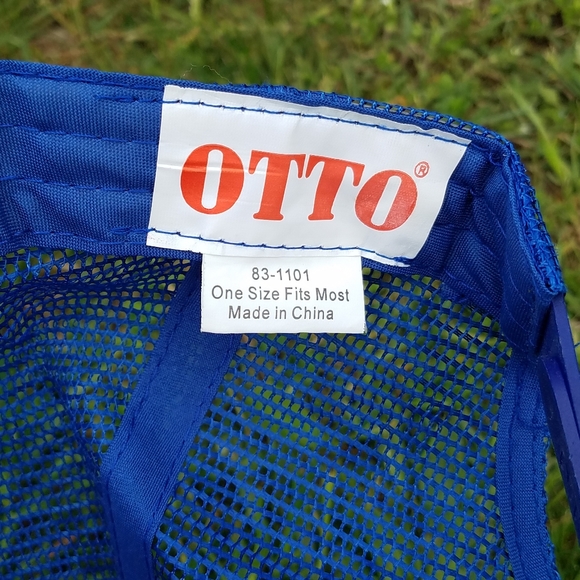 OTTO®
83-1101
One Size Fits Most
Made in China